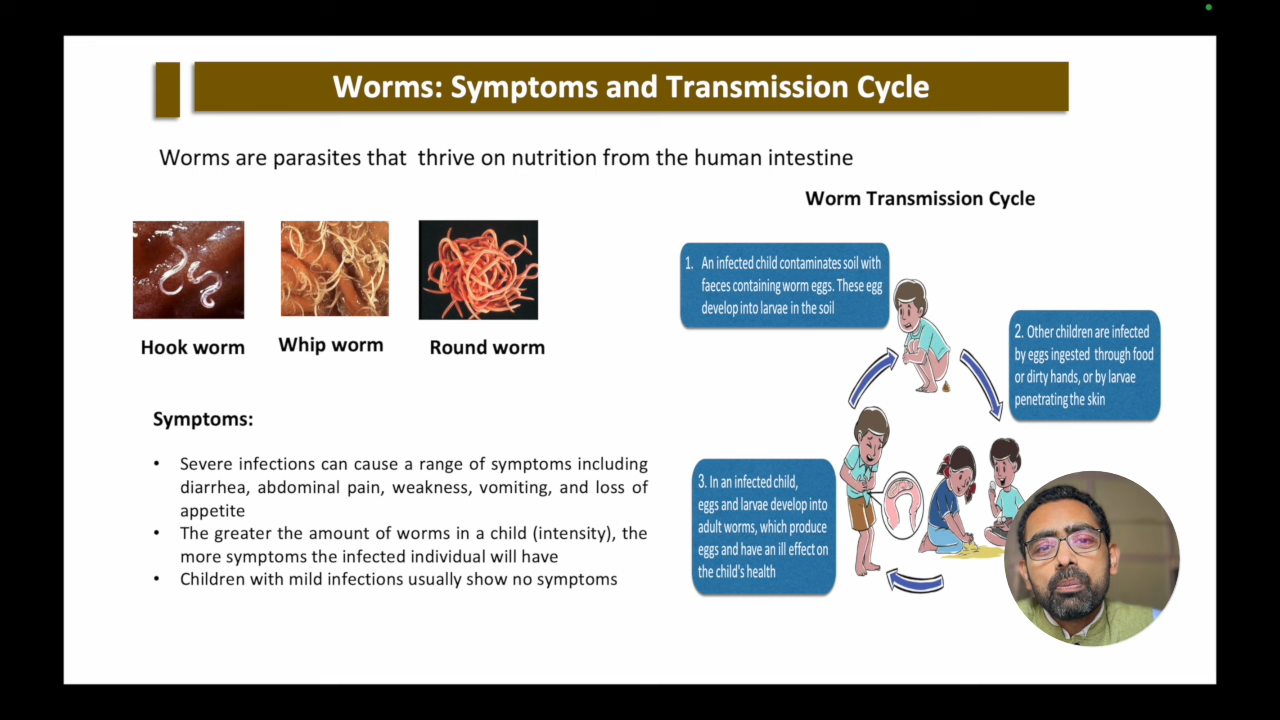 Worms: Symptoms and Transmission Cycle
Worms are parasites that thrive on nutrition from the human intestine
Hook worm
Whip worm
Round worm
Symptoms:
• Severe infections can cause a range of symptoms including
diarrhea, abdominal pain, weakness, vomiting, and loss of
appetite
• The greater the amount of worms in a child (intensity), the
more symptoms the infected individual will have
• Children with mild infections usually show no symptoms
Worm Transmission Cycle
1. An infected child contaminates soil with
faeces containing worm eggs. These egg
develop into larvae in the soil
2. Other children are infected
by eggs ingested through food
or dirty hands, or by larvae
penetrating the skin
3. In an infected child,
eggs and larvae develop into
adult worms, which produce
eggs and have an ill effect on
the child's health